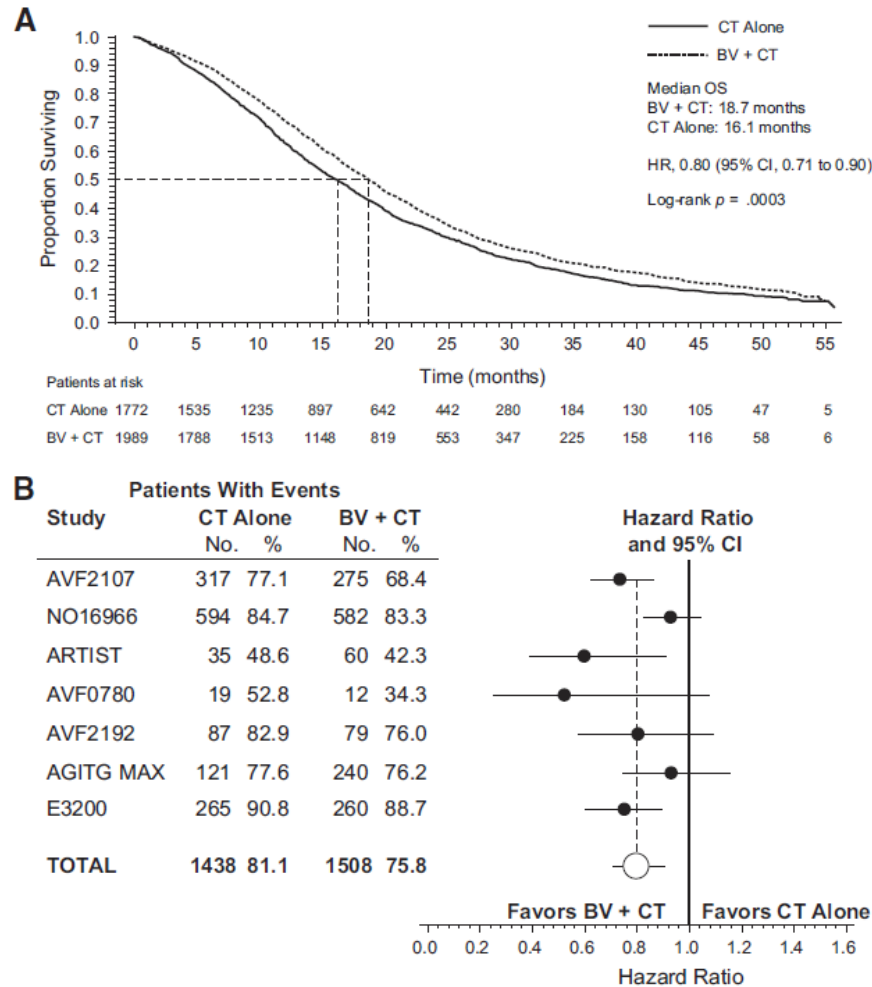 A
CT Alone
BV + CT
Median OS
BV + CT: 18.7 months
CT Alone: 16.1 months
HR, 0.80 (95% CI, 0.71 to 0.90)
Log-rank p = .0003
Proportion Surviving
1.0
0.9
0.8
0.7
0.6
0.5
0.4
0.3
0.2
0.1
0.0
0 5 10 15 20 25 30 35 40 45 50 55
Time (months)
Patients at risk
CT Alone 1772 1535 1235 897 642 442 280 184 130 105 47 5
BV + CT 1989 1788 1513 1148 819 553 347 225 158 116 58 6
B
Patients With Events
Study CT Alone BV + CT
No. % No. %
Hazard Ratio
and 95% CI
AVF2107 317 77.1 275 68.4
NO16966 594 84.7 582 83.3
ARTIST 35 48.6 60 42.3
AVF0780 19 52.8 12 34.3
AVF2192 87 82.9 79 76.0
AGITG MAX 121 77.6 240 76.2
E3200 265 90.8 260 88.7
TOTAL 1438 81.1 1508 75.8
Favors BV + CT Favors CT Alone
0.0 0.2 0.4 0.6 0.8 1.0 1.2 1.4 1.6
Hazard Ratio